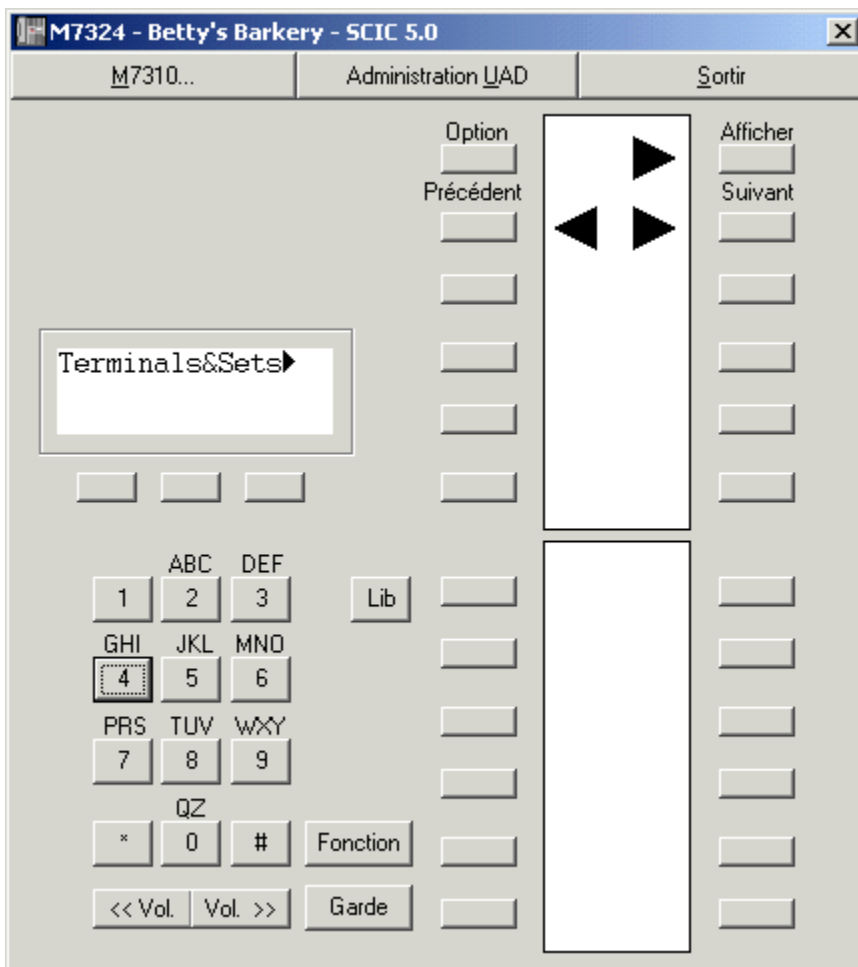 M7324 - Betty's Barkery - SCIC 5.0
M7310... Administration UAD Sortir
Option Afficher
Précédent Suivant
Terminals&Sets
ABC DEF
1 2 3 Lib
GHI JKL MNO
4 5 6
PRS TUV WXY
7 8 9
QZ
* 0 # Fonction
<< Vol. Vol. >> Garde